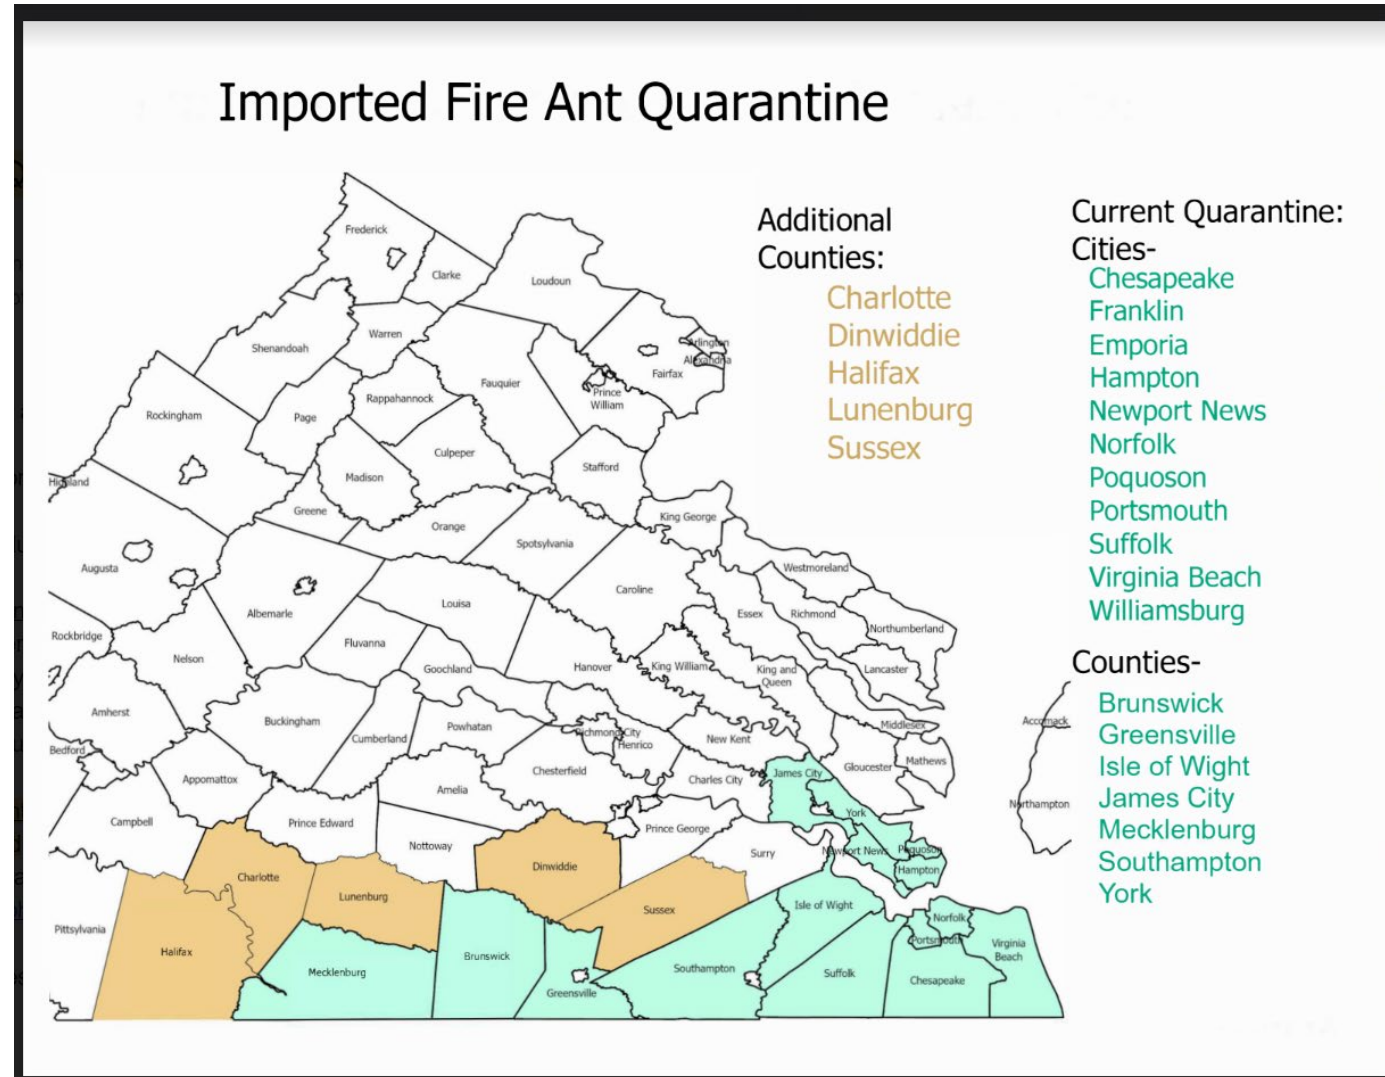 Imported Fire Ant Quarantine
Additional
Counties:
Charlotte
Dinwiddie
Halifax
Lunenburg
Sussex
Current Quarantine:
Cities-
Chesapeake
Franklin
Emporia
Hampton
Newport News
Norfolk
Poquoson
Portsmouth
Suffolk
Virginia Beach
Williamsburg
Counties-
Brunswick
Greensville
Isle of Wight
James City
Mecklenburg
Southampton
York
Frederick
Clarke
Loudoun
Warren
Shenandoah
Arlington
Alexandria
Fairfax
Fauquier
Prince
William
Rappahannock
Page
Rockingham
Culpeper
Stafford
Madison
Highland
Greene
King George
Orange
Spotsylvania
Augusta
Westmoreland
Caroline
Louisa
Albemarle
Essex
Richmond
Northumberland
Rockbridge
Fluvanna
Nelson
Goochland
Hanover
King William
King and
Queen
Lancaster
Amherst
Buckingham
Cumberland
Powhatan
Richmond City
Henrico
New Kent
Middlesex
Accomack
Bedford
Gloucester
Mathews
Appomattox
Chesterfield
Charles City
James City
Amelia
Northampton
Campbell
Prince Edward
Prince George
York
Nottoway
Surry
Newport News
Poquoson
Dinwiddie
Hampton
Charlotte
Lunenburg
Sussex
Isle of Wight
Norfolk
Pittsylvania
Halifax
Portsmouth
Virginia
Beach
Brunswick
Mecklenburg
Southampton
Suffolk
Chesapeake
Greensville